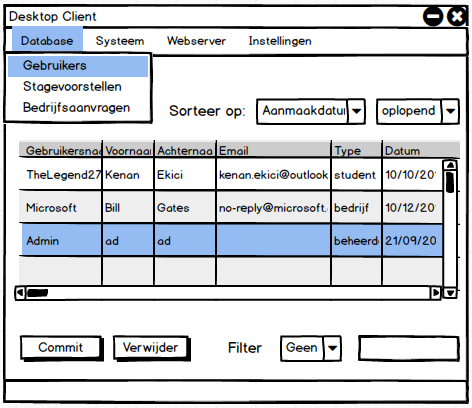 Desktop Client
Database Systeem Webserver Instellingen
Gebruikers
Stagevoorstellen
Bedrijfsaanvragen
Sorteer op: Aanmaakdatu oplopend
Gebruikersnaa Voornaa Achternaa Email Type Datum
TheLegend27 Kenan Ekici kenan.ekici@outlook student 10/10/20
Microsoft Bill Gates no-reply@microsoft. bedrijf 10/12/20
Admin ad ad beheerd 21/09/20
Commit Verwijder Filter Geen